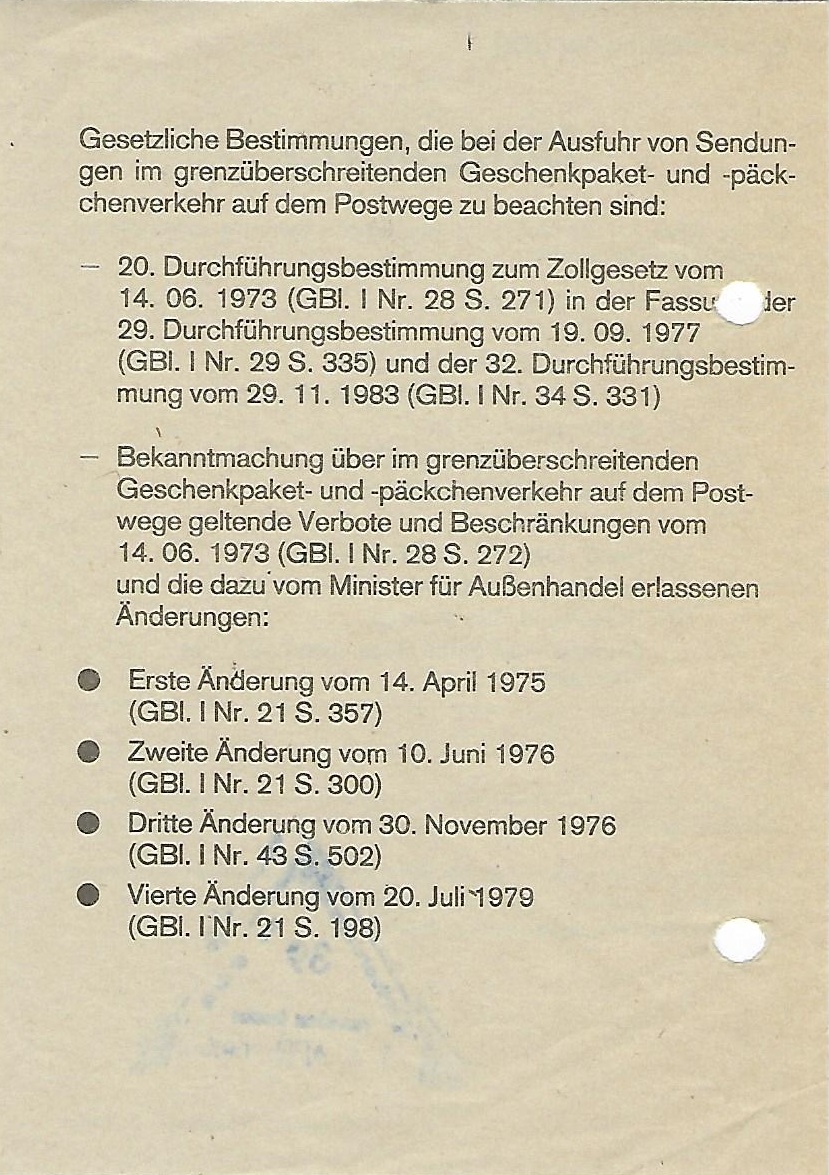 Gesetzliche Bestimmungen, die bei der Ausfuhr von Sendun-
gen im grenzüberschreitenden Geschenkpaket- und -päck-
chenverkehr auf dem Postwege zu beachten sind:
— 20. Durchführungsbestimmung zum Zollgesetz vom
14. 06. 1973 (GBl. I Nr. 28 S. 271) in der Fassu der
29. Durchführungsbestimmung vom 19. 09. 1977
(GBl. I Nr. 29 S. 335) und der 32. Durchführungsbestim-
mung vom 29. 11. 1983 (GBl. I Nr. 34 S. 331)
— Bekanntmachung über im grenzüberschreitenden
Geschenkpaket- und -päckchenverkehr auf dem Post-
wege geltende Verbote und Beschränkungen vom
14. 06. 1973 (GBl. I Nr. 28 S. 272)
und die dazu vom Minister für Außenhandel erlassenen
Änderungen:
● Erste Änderung vom 14. April 1975
(GBl. I Nr. 21 S. 357)
● Zweite Änderung vom 10. Juni 1976
(GBl. I Nr. 21 S. 300)
● Dritte Änderung vom 30. November 1976
(GBl. I Nr. 43 S. 502)
● Vierte Änderung vom 20. Juli 1979
(GBl. I Nr. 21 S. 198)